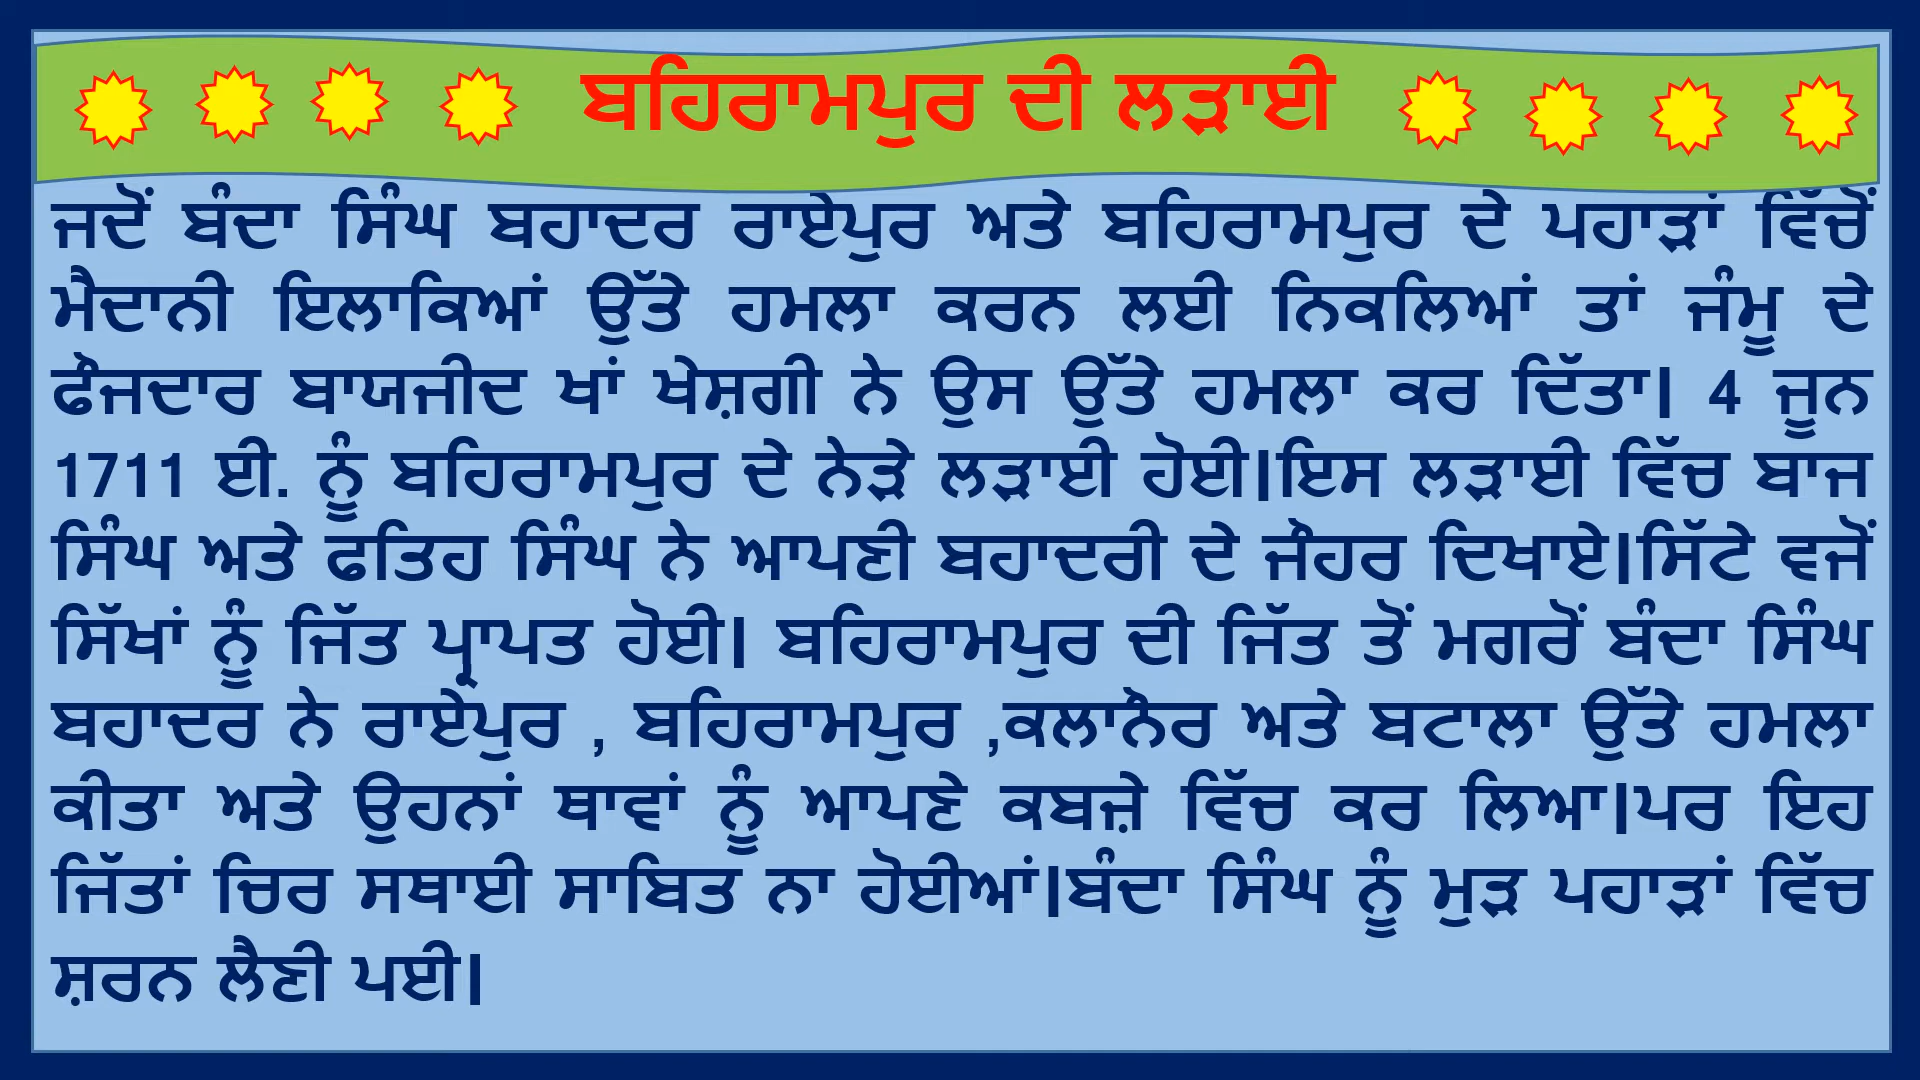 ਬਹਿਰਾਮਪੁਰ ਦੀ ਲੜਾਈ
ਜਦੋਂ ਬੰਦਾ ਸਿੰਘ ਬਹਾਦਰ ਰਾਏਪੁਰ ਅਤੇ ਬਹਿਰਾਮਪੁਰ ਦੇ ਪਹਾੜਾਂ ਵਿੱਚੋਂ
ਮੈਦਾਨੀ ਇਲਾਕਿਆਂ ਉੱਤੇ ਹਮਲਾ ਕਰਨ ਲਈ ਨਿਕਲਿਆਂ ਤਾਂ ਜੰਮੂ ਦੇ
ਫੌਜਦਾਰ ਬਾਯਜੀਦ ਖਾਂ ਖੇਸ਼ਗੀ ਨੇ ਉਸ ਉੱਤੇ ਹਮਲਾ ਕਰ ਦਿੱਤਾ। 4 ਜੂਨ
1711 ਈ. ਨੂੰ ਬਹਿਰਾਮਪੁਰ ਦੇ ਨੇੜੇ ਲੜਾਈ ਹੋਈ।ਇਸ ਲੜਾਈ ਵਿੱਚ ਬਾਜ
ਸਿੰਘ ਅਤੇ ਫਤਿਹ ਸਿੰਘ ਨੇ ਆਪਣੀ ਬਹਾਦਰੀ ਦੇ ਜੌਹਰ ਦਿਖਾਏ।ਸਿੱਟੇ ਵਜੋਂ
ਸਿੱਖਾਂ ਨੂੰ ਜਿੱਤ ਪ੍ਰਾਪਤ ਹੋਈ। ਬਹਿਰਾਮਪੁਰ ਦੀ ਜਿੱਤ ਤੋਂ ਮਗਰੋਂ ਬੰਦਾ ਸਿੰਘ
ਬਹਾਦਰ ਨੇ ਰਾਏਪੁਰ , ਬਹਿਰਾਮਪੁਰ ,ਕਲਾਨੌਰ ਅਤੇ ਬਟਾਲਾ ਉੱਤੇ ਹਮਲਾ
ਕੀਤਾ ਅਤੇ ਉਹਨਾਂ ਥਾਵਾਂ ਨੂੰ ਆਪਣੇ ਕਬਜ਼ੇ ਵਿੱਚ ਕਰ ਲਿਆ।ਪਰ ਇਹ
ਜਿੱਤਾਂ ਚਿਰ ਸਥਾਈ ਸਾਬਿਤ ਨਾ ਹੋਈਆਂ।ਬੰਦਾ ਸਿੰਘ ਨੂੰ ਮੁੜ ਪਹਾੜਾਂ ਵਿੱਚ
ਸ਼ਰਨ ਲੈਣੀ ਪਈ।